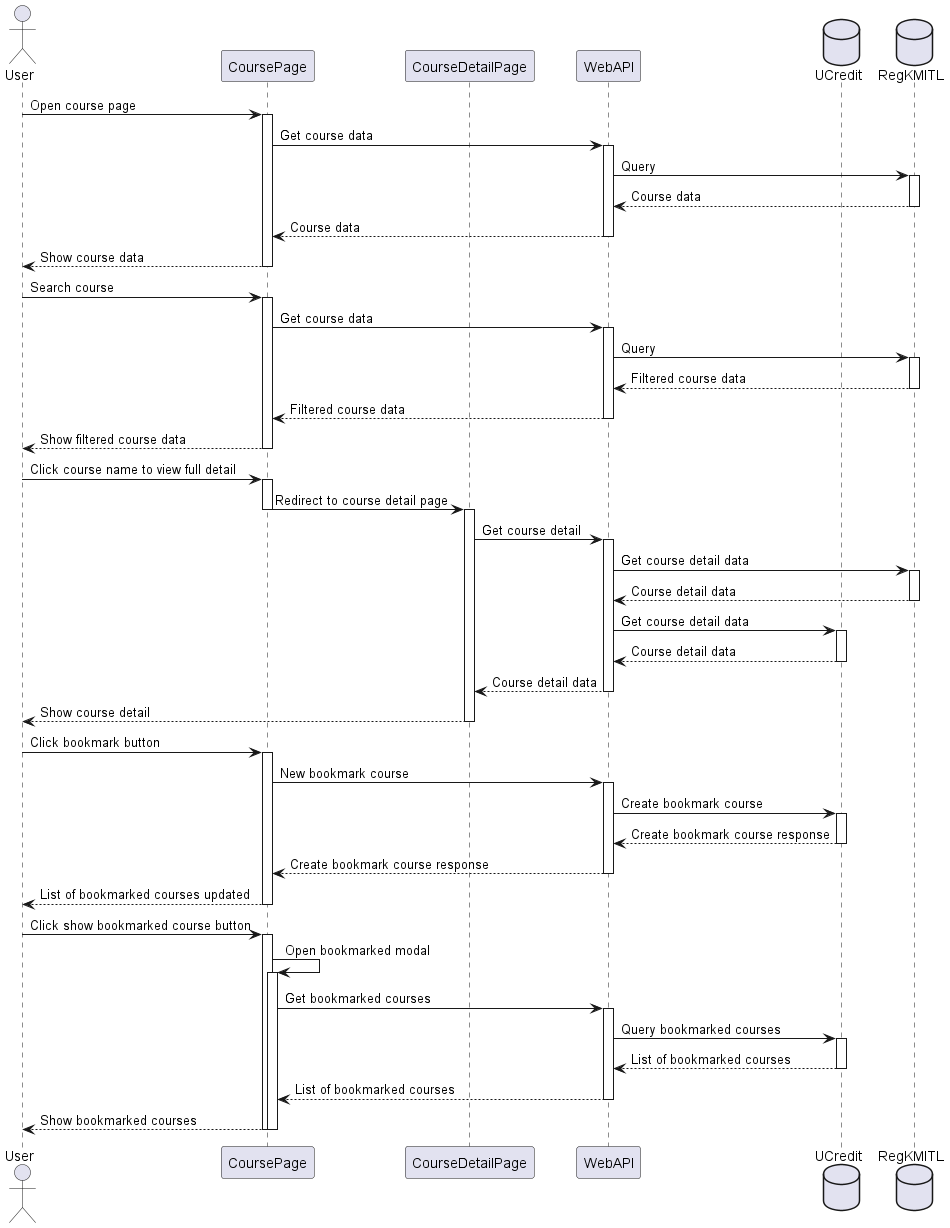 User
CoursePage
CourseDetailPage
WebAPI
UCredit
RegKMITL
Open course page
Get course data
Query
Course data
Course data
Show course data
Search course
Get course data
Query
Filtered course data
Filtered course data
Show filtered course data
Click course name to view full detail
Redirect to course detail page
Get course detail
Get course detail data
Course detail data
Get course detail data
Course detail data
Course detail data
Show course detail
Click bookmark button
New bookmark course
Create bookmark course
Create bookmark course response
Create bookmark course response
List of bookmarked courses updated
Click show bookmarked course button
Open bookmarked modal
Get bookmarked courses
Query bookmarked courses
List of bookmarked courses
List of bookmarked courses
Show bookmarked courses
User
CoursePage
CourseDetailPage
WebAPI
UCredit
RegKMITL